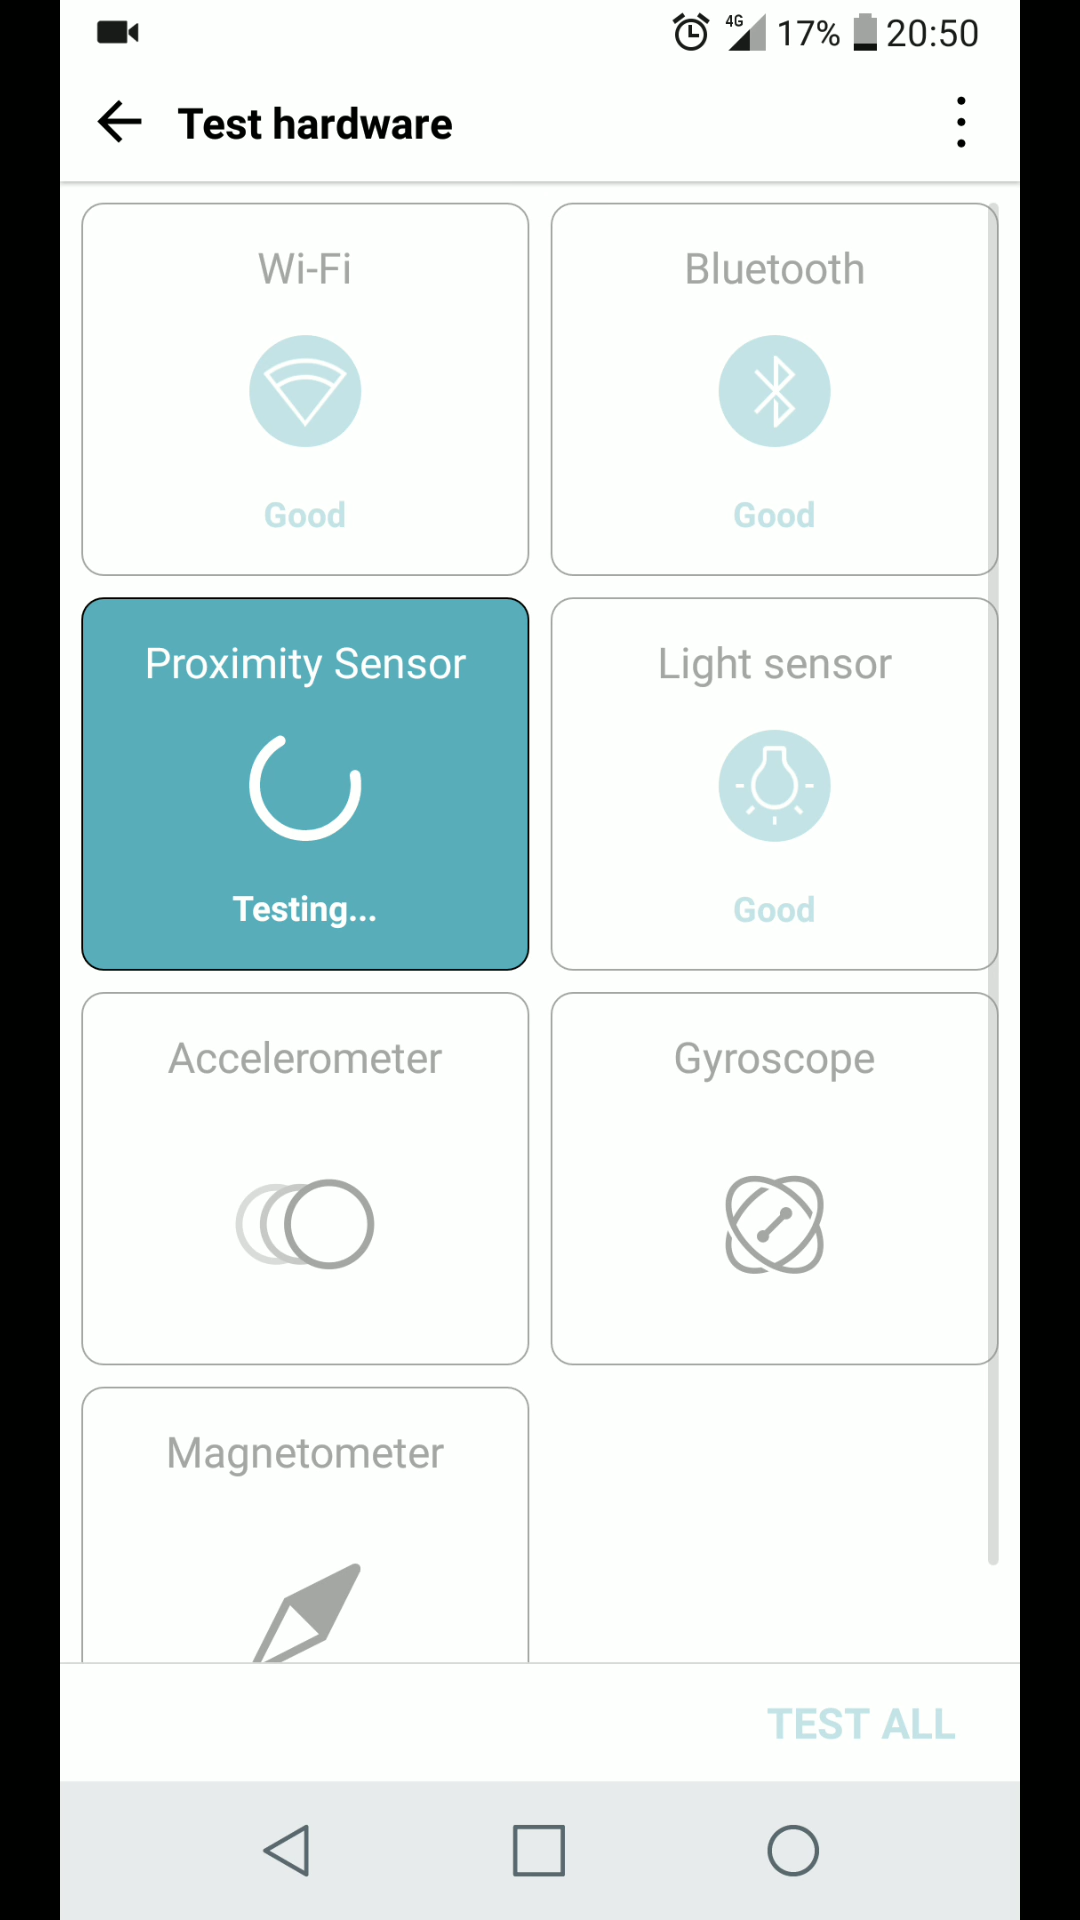 4G 17% 20:50
Test hardware
Wi-Fi
Bluetooth
Good
Good
Proximity Sensor
Light sensor
Testing...
Good
Accelerometer
Gyroscope
Magnetometer
TEST ALL